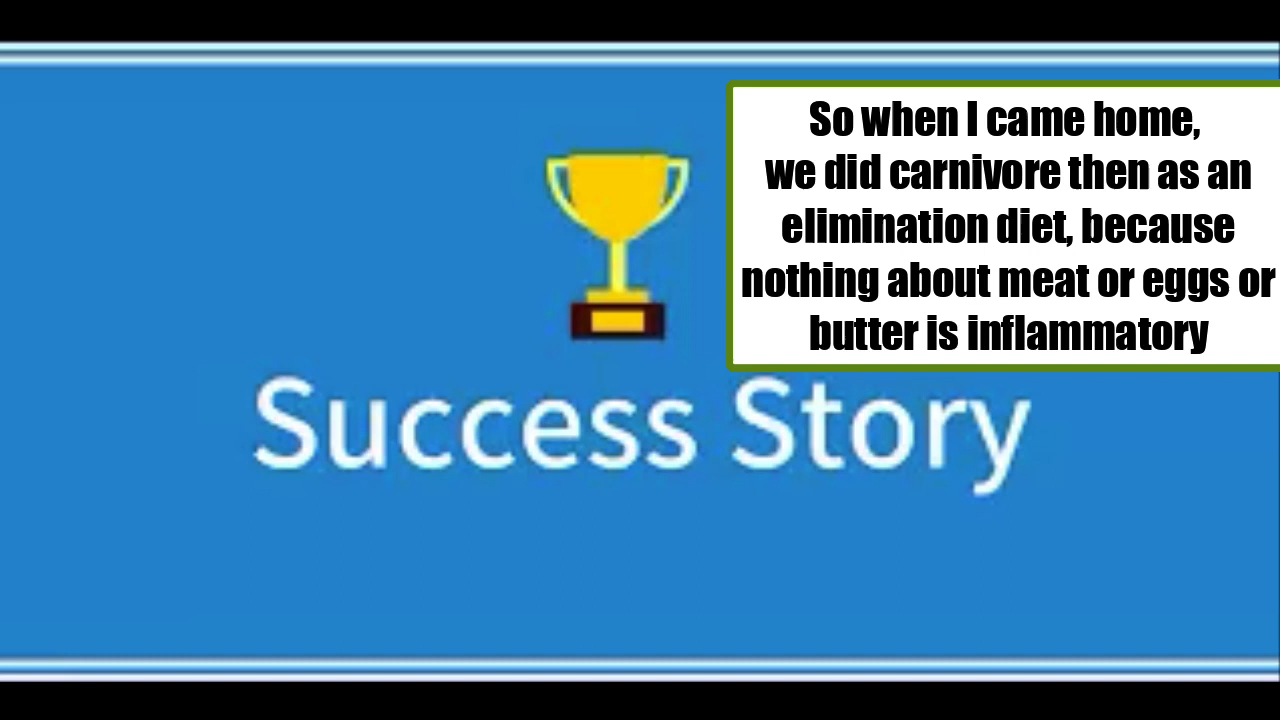 So when I came home,
we did carnivore then as an
elimination diet, because
nothing about meat or eggs or
butter is inflammatory
Success Story